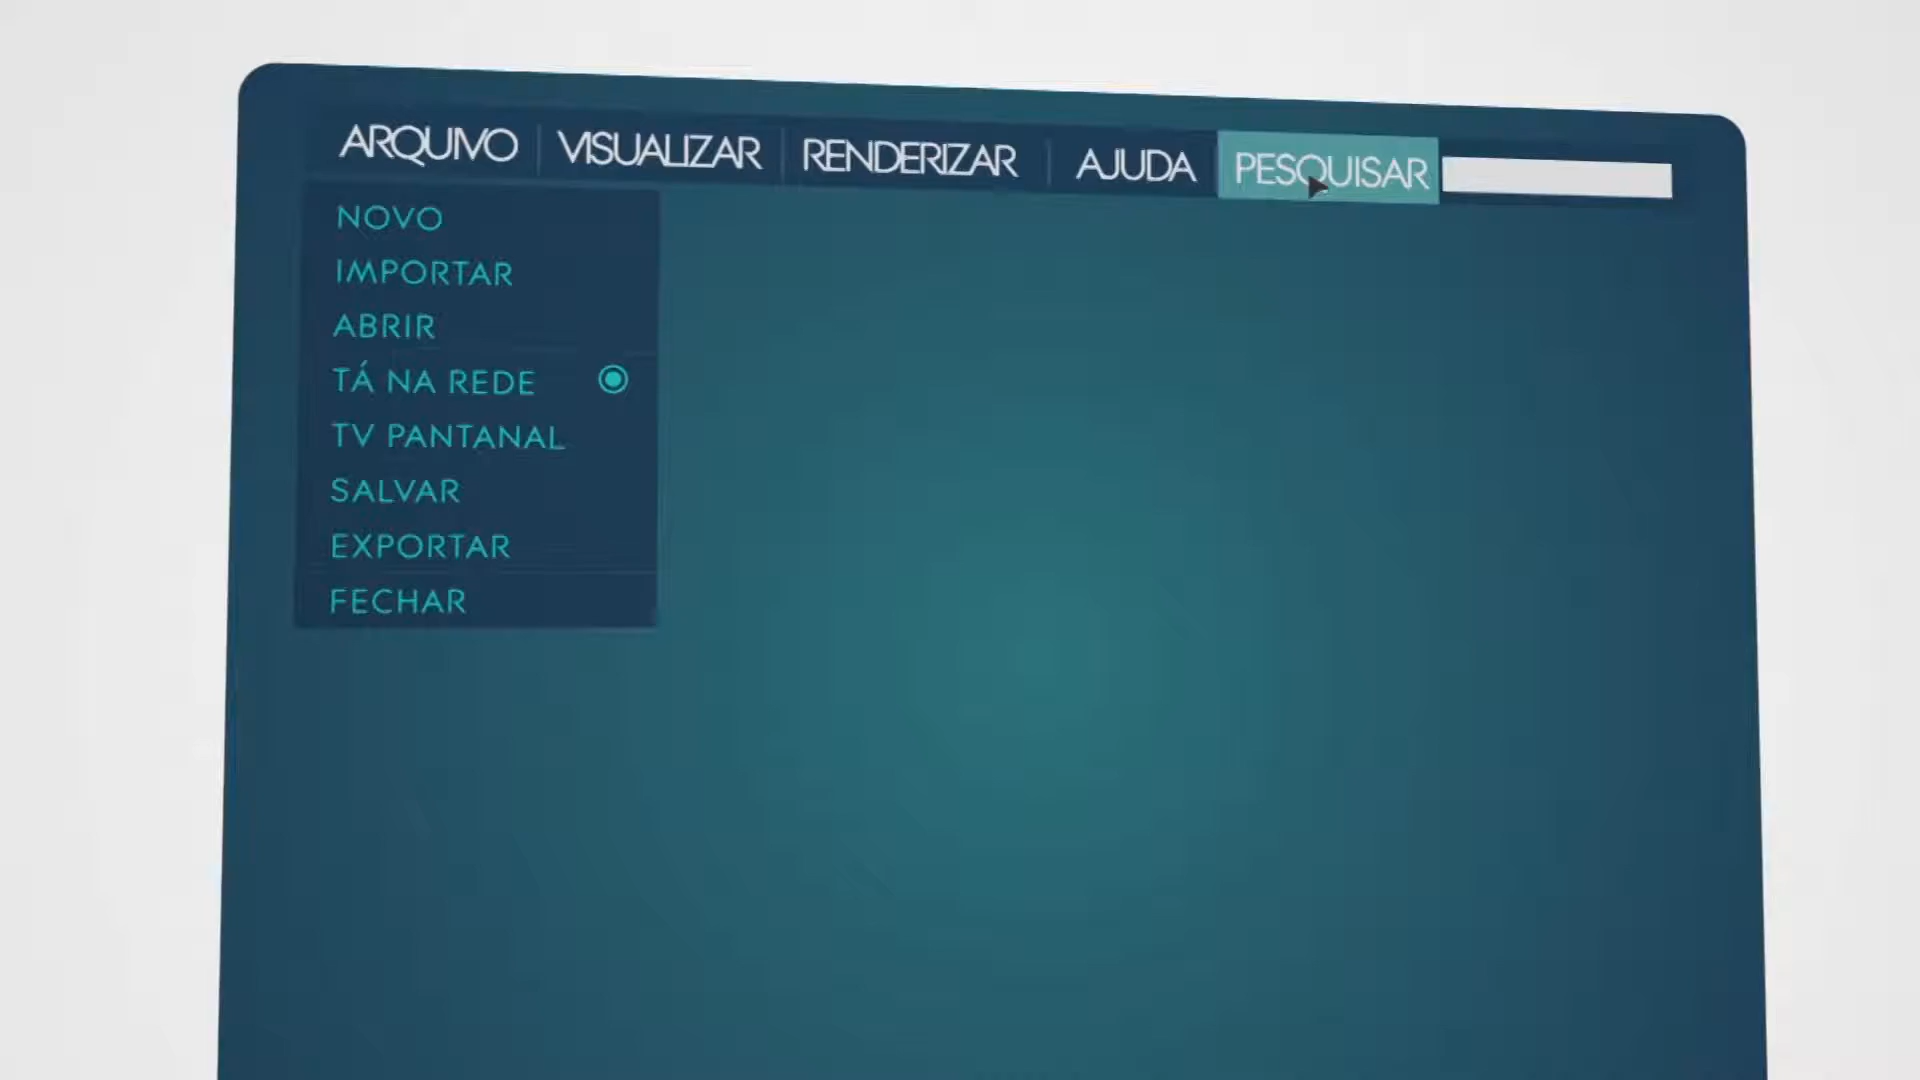 ARQUIVO VISUALIZAR RENDERIZAR AJUDA PESQUISAR
NOVO
IMPORTAR
ABRIR
TÁ NA REDE
TV PANTANAL
SALVAR
EXPORTAR
FECHAR